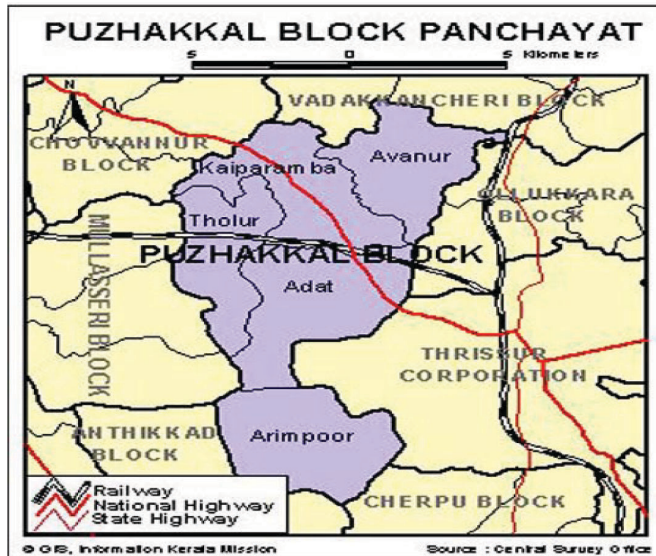 PUZHAKKAL BLOCK PANCHAYAT
5 0 5 Kilometers
N
VADAKKANCHERI BLOCK
CHOVVANNUR
BLOCK
Avanur
Kaiparamba
OLLUKKARA
BLOCK
Tholur
MULLASSERI BLOCK
PUZHAKKAL BLOCK
Adat
THRISSUR
CORPORATION
ANTHIKKAD
BLOCK
Arimpoor
CHERPU BLOCK
Railway
National Highway
State Highway
© GIS, Information Kerala Mission
Source : Central Survey Office